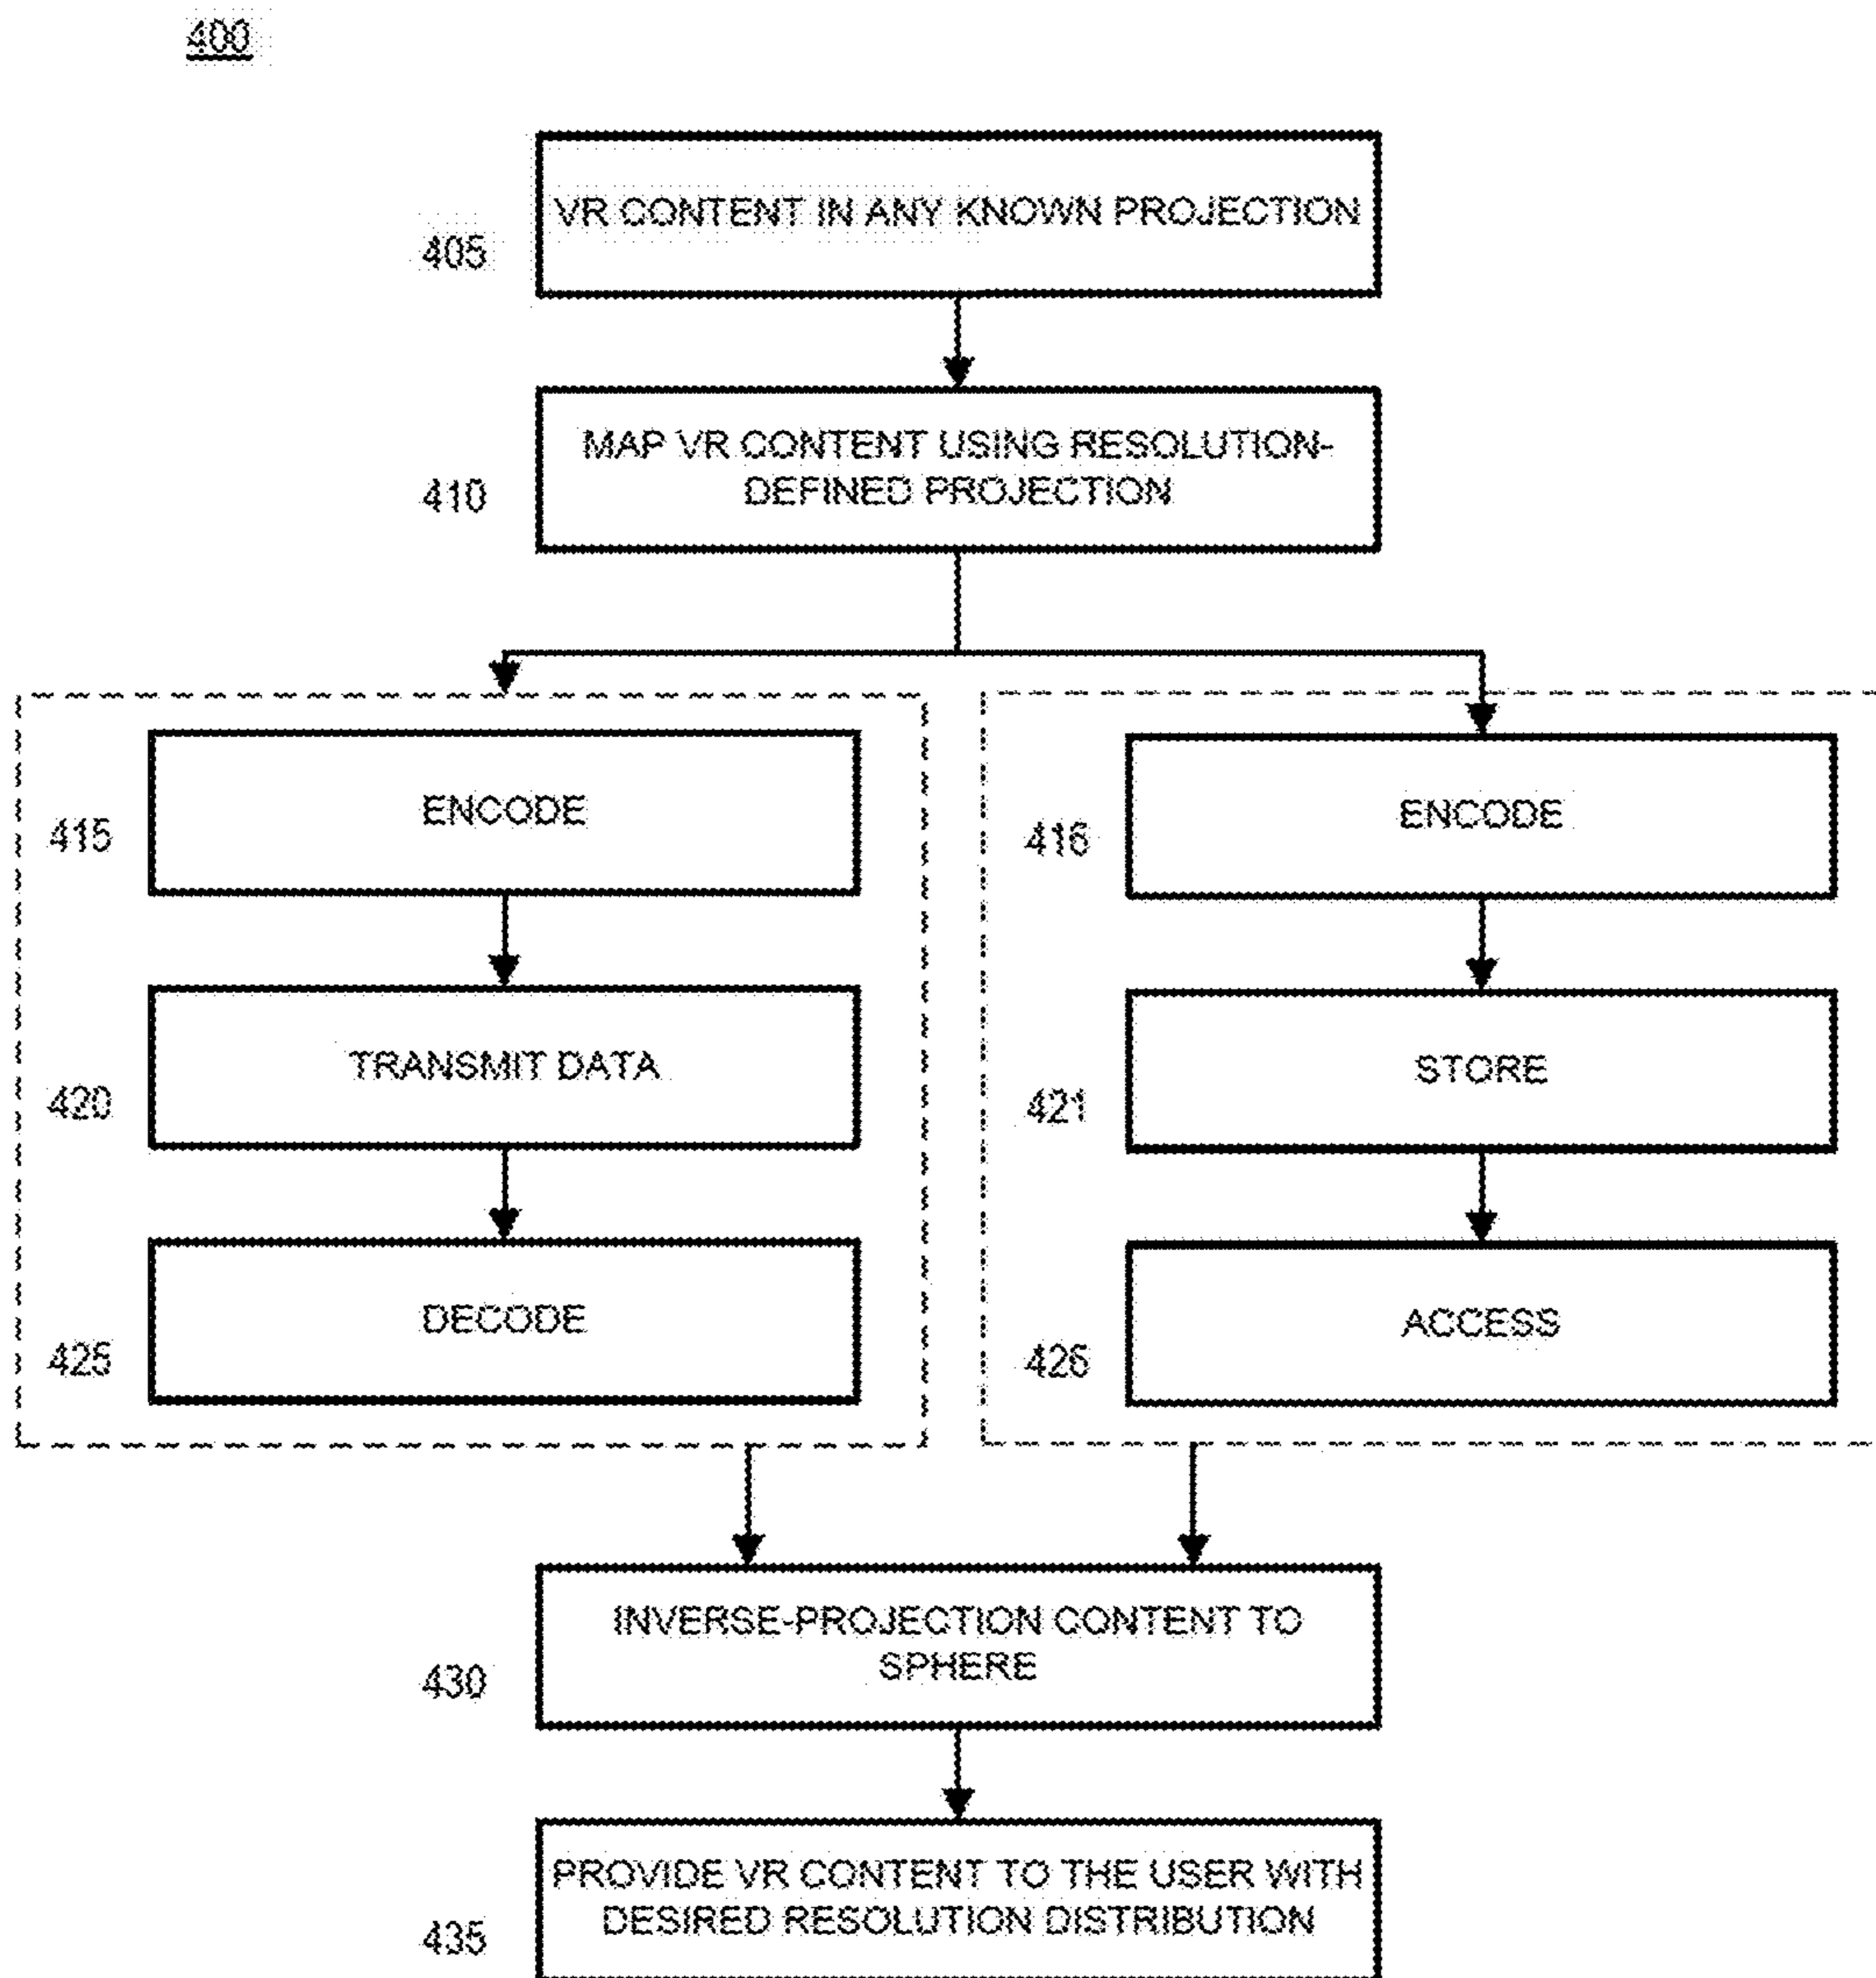 400
VR CONTENT IN ANY KNOWN PROJECTION
405
MAP VR CONTENT USING RESOLUTION-
DEFINED PROJECTION
410
ENCODE
415
TRANSMIT DATA
420
DECODE
425
ENCODE
416
STORE
421
ACCESS
426
INVERSE-PROJECTION CONTENT TO
SPHERE
430
PROVIDE VR CONTENT TO THE USER WITH
DESIRED RESOLUTION DISTRIBUTION
435